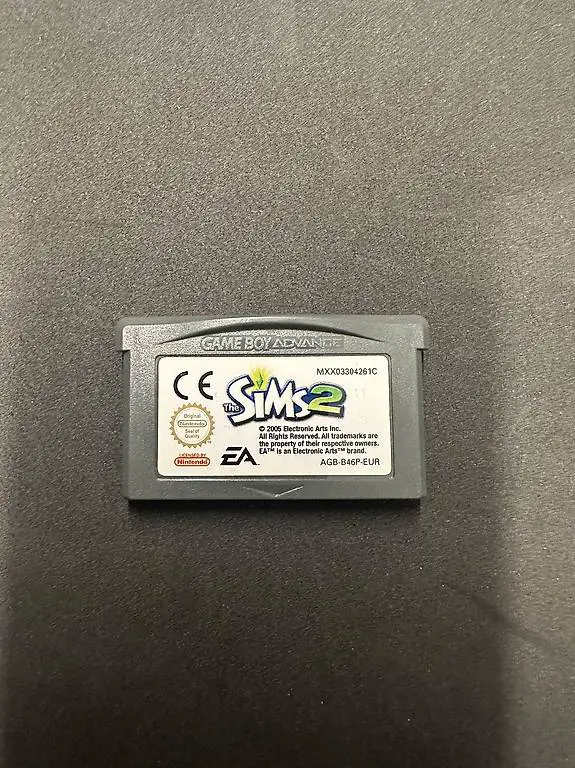 GAME BOY ADVANCE
MXX03304261C
CE
The Sims 2
Original
Nintendo
Seal of
Quality
© 2005 Electronic Arts Inc.
All Rights Reserved. All trademarks are
the property of their respective owners.
EA™ is an Electronic Arts™ brand.
LICENSED BY
Nintendo
EA
AGB-B46P-EUR